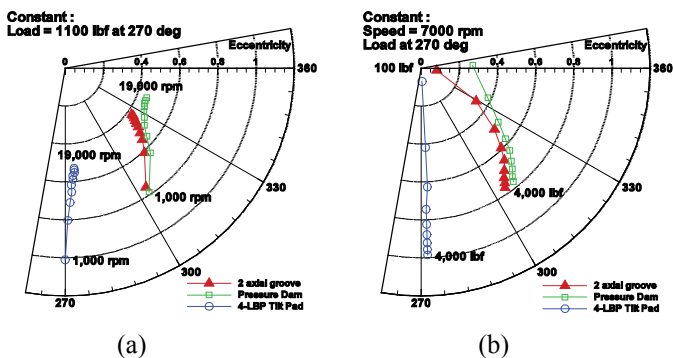 Constant :
Load = 1100 lbf at 270 deg
Eccentricity
0 0.2 0.4 0.6 0.8 1
360
19,000 rpm
19,000 rpm
1,000 rpm
330
1,000 rpm
300
270
2 axial groove
Pressure Dam
4-LBP Tilt Pad
(a)
Constant :
Speed = 7000 rpm
Load at 270 deg
Eccentricity
0 0.2 0.4 0.6 0.8 1
100 lbf
360
330
4,000 lbf
4,000 lbf
300
270
2 axial groove
Pressure Dam
4-LBP Tilt Pad
(b)